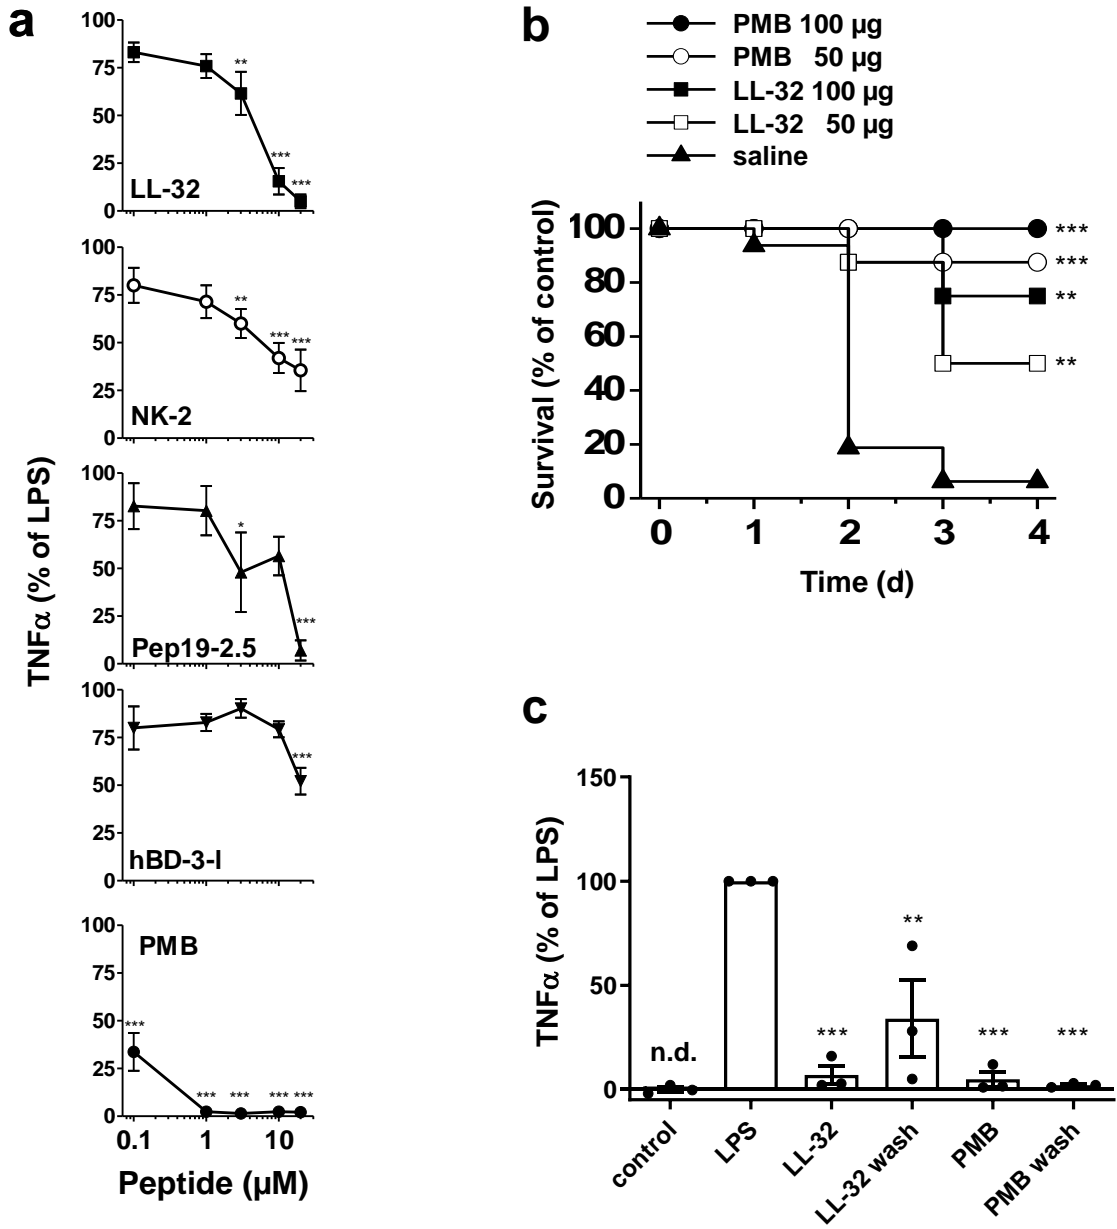 a
TNFα (% of LPS)
100
75
50
25
0
**
***
***
LL-32
100
75
50
25
0
**
***
***
NK-2
100
75
50
25
0
*
***
Pep19-2.5
100
75
50
25
0
***
hBD-3-l
100
75
50
25
0
PMB
***
***
***
***
***
0.1 1 10
Peptide (µM)
b
PMB 100 µg
PMB 50 µg
LL-32 100 µg
LL-32 50 µg
saline
Survival (% of control)
100
80
60
40
20
0
***
***
**
**
0 1 2 3 4
Time (d)
c
TNFα (% of LPS)
150
100
50
0
n.d.
***
**
***
***
control
LPS
LL-32
LL-32 wash
PMB
PMB wash